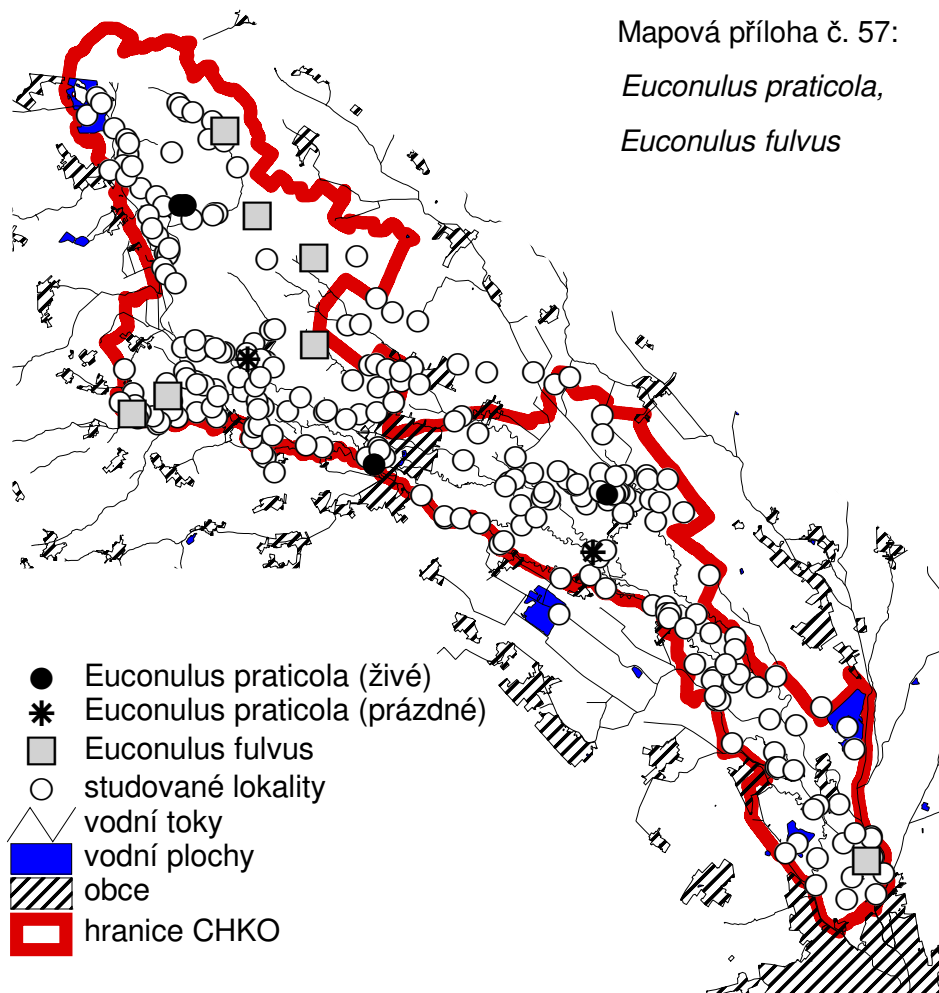 Mapová příloha č. 57:
Euconulus praticola,
Euconulus fulvus
Euconulus praticola (živé)
Euconulus praticola (prázdné)
Euconulus fulvus
studované lokality
vodní toky
vodní plochy
obce
hranice CHKO